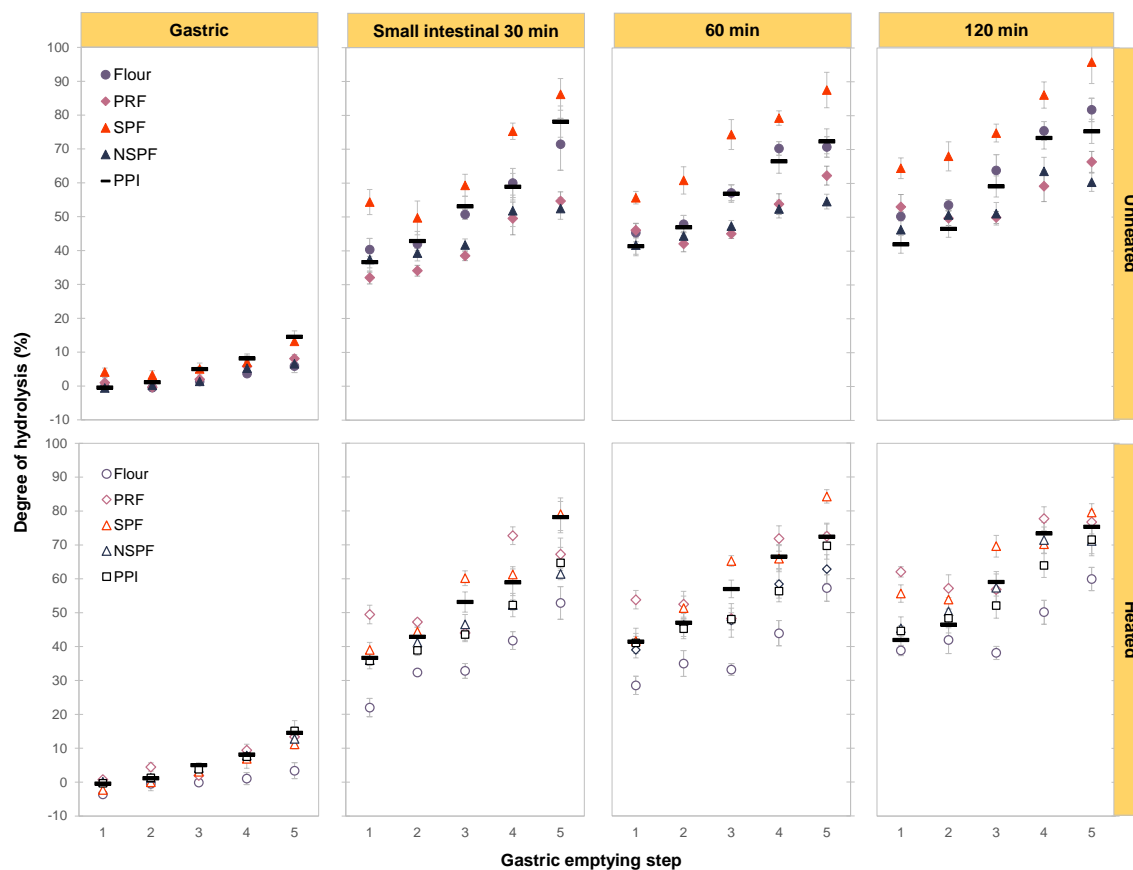 Gastric
Small intestinal 30 min
60 min
120 min
Degree of hydrolysis (%)
100
90
80
70
60
50
40
30
20
10
0
-10
Flour
PRF
SPF
NSPF
PPI
Unheated
100
90
80
70
60
50
40
30
20
10
0
-10
Flour
PRF
SPF
NSPF
PPI
Heated
1 2 3 4 5
1 2 3 4 5
1 2 3 4 5
1 2 3 4 5
Gastric emptying step